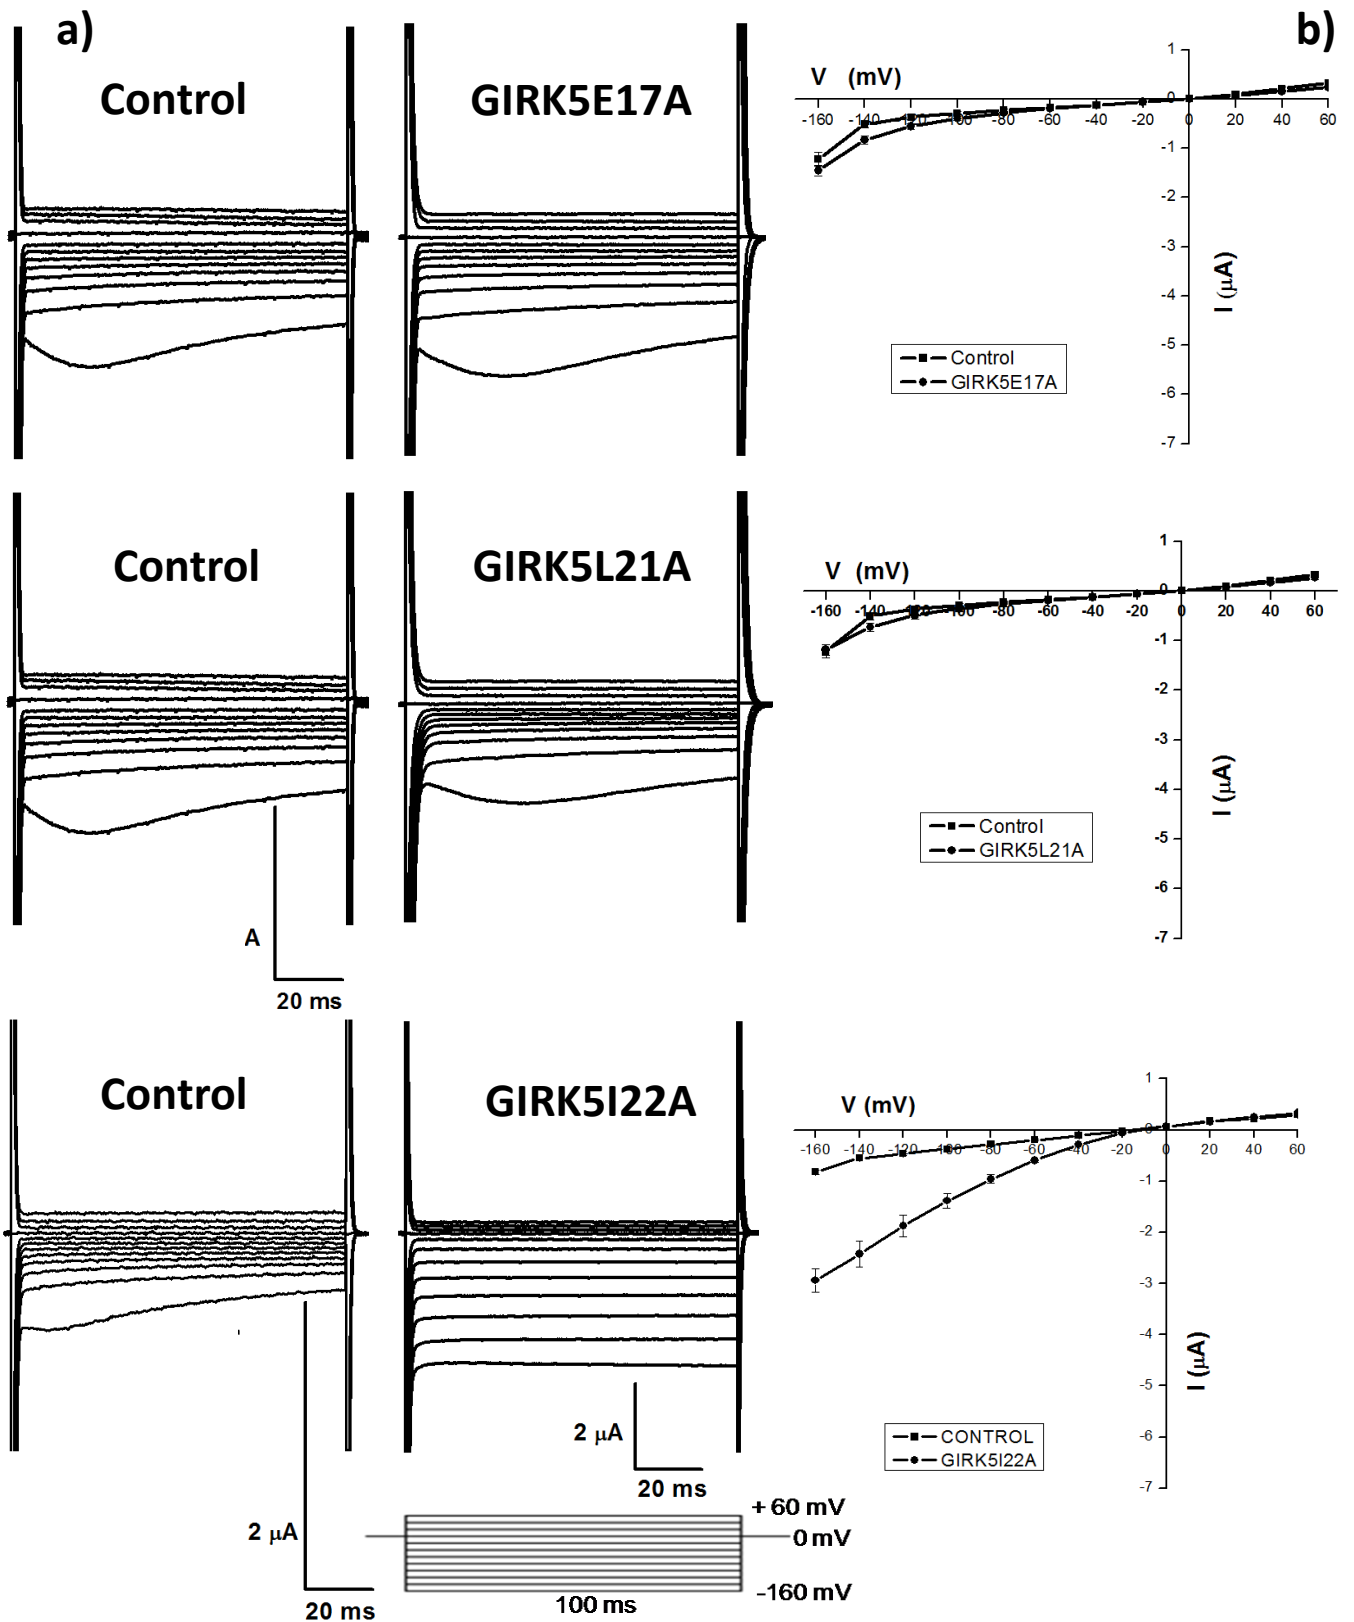 a)
b)
Control
GIRK5E17A
V (mV)
1
0
-1
-2
-3
-4
-5
-6
-7
-160 -140 -120 -100 -80 -60 -40 -20 0 20 40 60
I (μA)
Control
GIRK5E17A
Control
GIRK5L21A
V (mV)
1
0
-1
-2
-3
-4
-5
-6
-7
-160 -140 -120 -100 -80 -60 -40 -20 0 20 40 60
I (μA)
Control
GIRK5L21A
A
20 ms
Control
GIRK5I22A
V (mV)
1
0
-1
-2
-3
-4
-5
-6
-7
-160 -140 -120 -100 -80 -60 -40 -20 0 20 40 60
I (μA)
CONTROL
GIRK5I22A
2 μA
20 ms
2 μA
20 ms
+ 60 mV
0 mV
-160 mV
100 ms